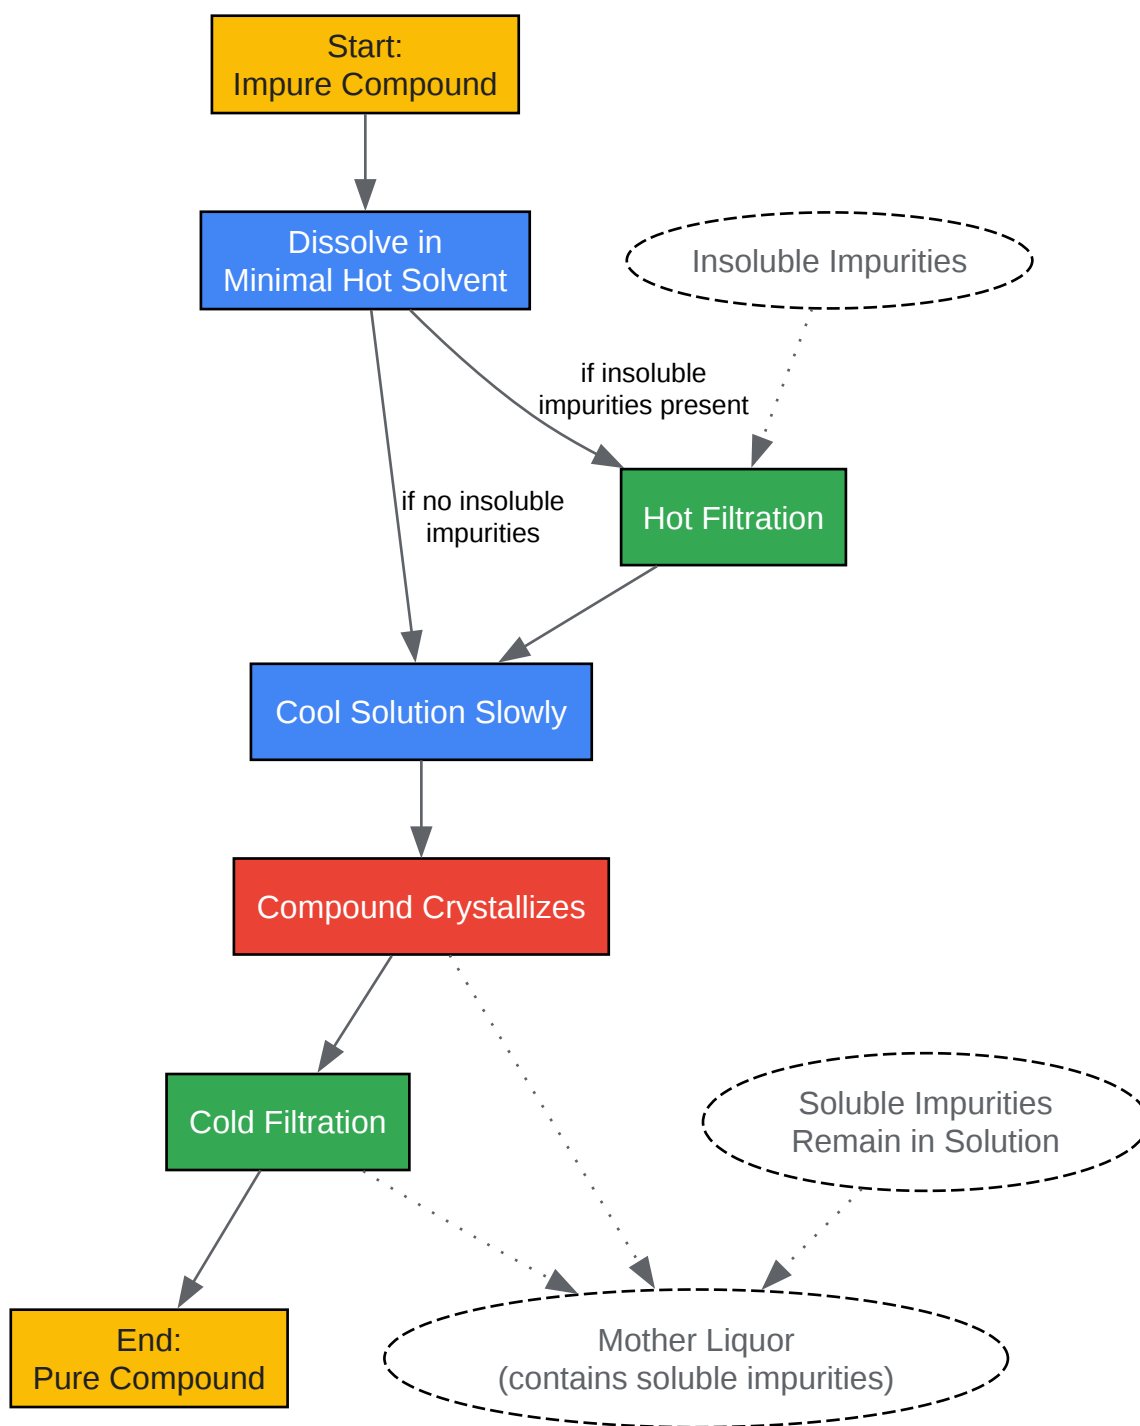 Start:
Impure Compound
Dissolve in
Minimal Hot Solvent
Insoluble Impurities
if insoluble
impurities present
if no insoluble
impurities
Hot Filtration
Cool Solution Slowly
Compound Crystallizes
Cold Filtration
Soluble Impurities
Remain in Solution
End:
Pure Compound
Mother Liquor
(contains soluble impurities)